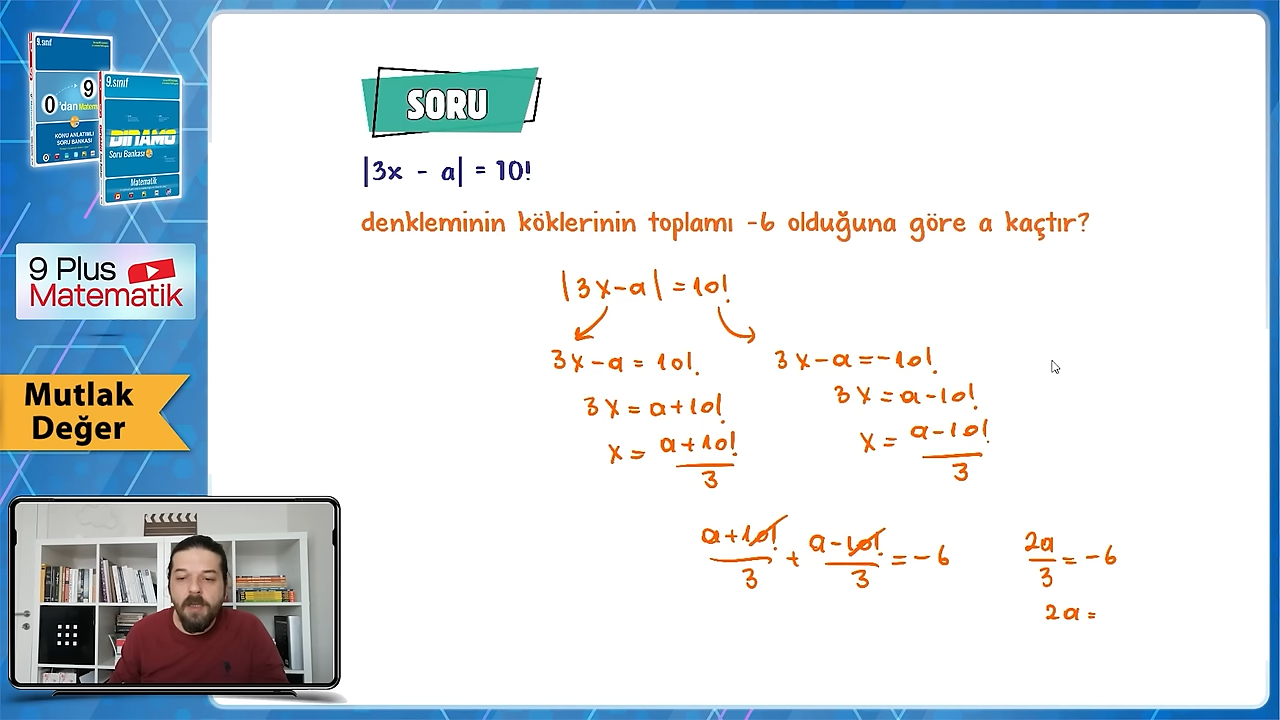 9.sınıf
0'dan 9 Matem
KONU ANLATIMLI
SORU BANKASI
9.sınıf
DİNAMO
Soru Bankası
Matematik
9 Plus
Matematik
Mutlak
Değer
SORU
|3x - a| = 10!
denkleminin köklerinin toplamı -6 olduğuna göre a kaçtır?
|3x-a| = 10!
3x-a = 10! 3x-a = -10!
3x = a+10! 3x = a-10!
x = a+10!/3 x = a-10!/3
a+10!/3 + a-10!/3 = -6 2a/3 = -6
2a =